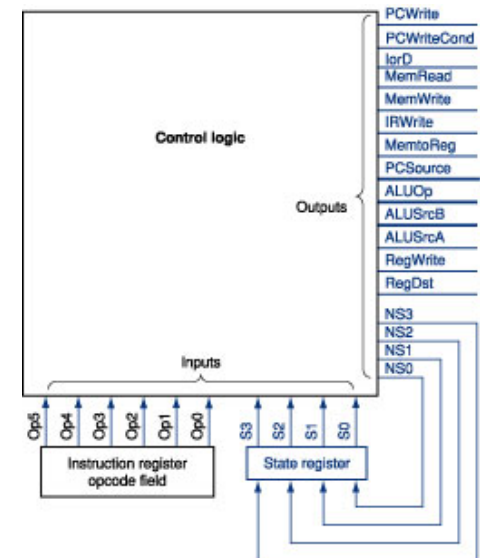 PCWrite
PCWriteCond
IorD
MemRead
MemWrite
IRWrite
Control logic
MemtoReg
PCSource
ALUOp
Outputs
ALUSrcB
ALUSrcA
RegWrite
RegDst
NS3
NS2
NS1
Inputs
NS0
Op5
Op4
Op3
Op2
Op1
Op0
S3
S2
S1
S0
Instruction register
opcode field
State register